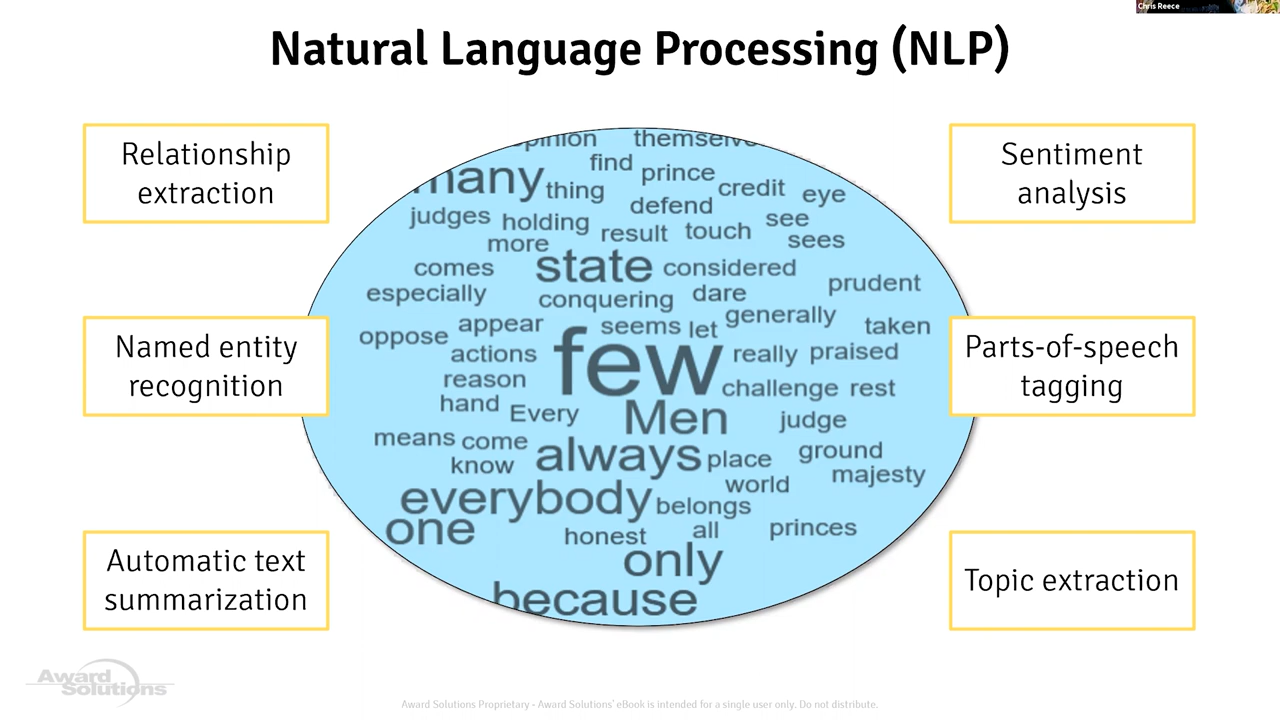 Chris Reece
Natural Language Processing (NLP)
Relationship
extraction
Named entity
recognition
Automatic text
summarization
themselv
many
find
prince
thing
credit
eye
defend
judges
holding
see
result
touch
more
sees
state
comes
considered
prudent
especially
conquering
dare
generally
appear
seems
let
taken
oppose
few
actions
really
praised
reason
challenge
rest
hand
Every
Men
judge
means
come
always
place
ground
know
majesty
world
everybody
belongs
one
honest
all
princes
only
because
Sentiment
analysis
Parts-of-speech
tagging
Topic extraction
Award
Solutions
Award Solutions Proprietary - Award Solutions' eBook is intended for a single user only. Do not distribute.